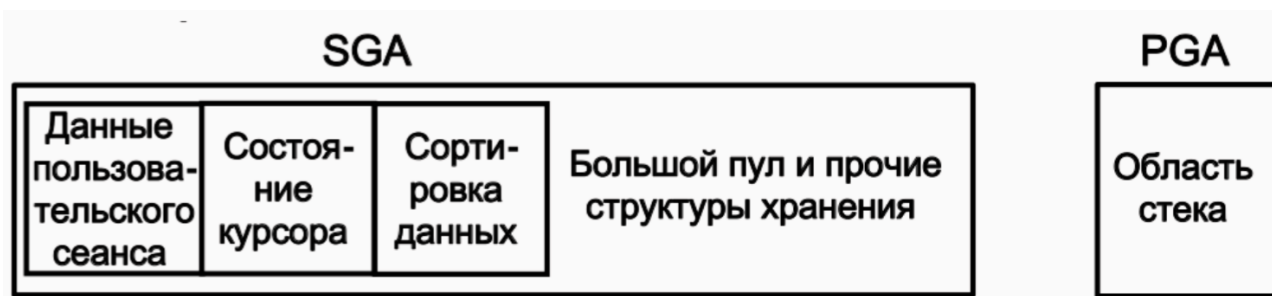 SGA
PGA
Данные
пользова-
тельского
сеанса
Состоя-
ние
курсора
Сорти-
ровка
данных
Большой пул и прочие
структуры хранения
Область
стека